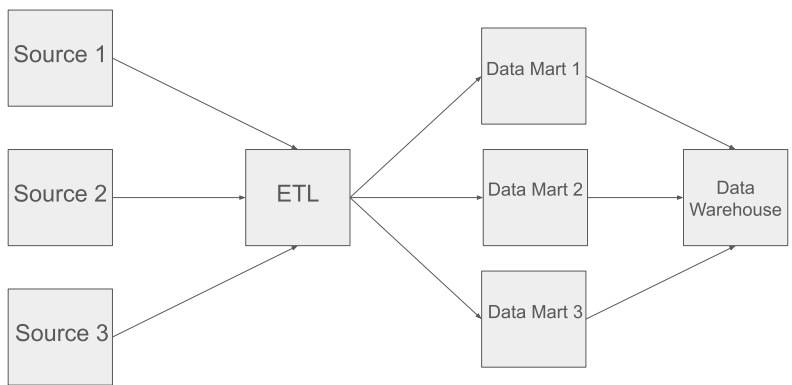 Source 1
Source 2
Source 3
ETL
Data Mart 1
Data Mart 2
Data Mart 3
Data
Warehouse